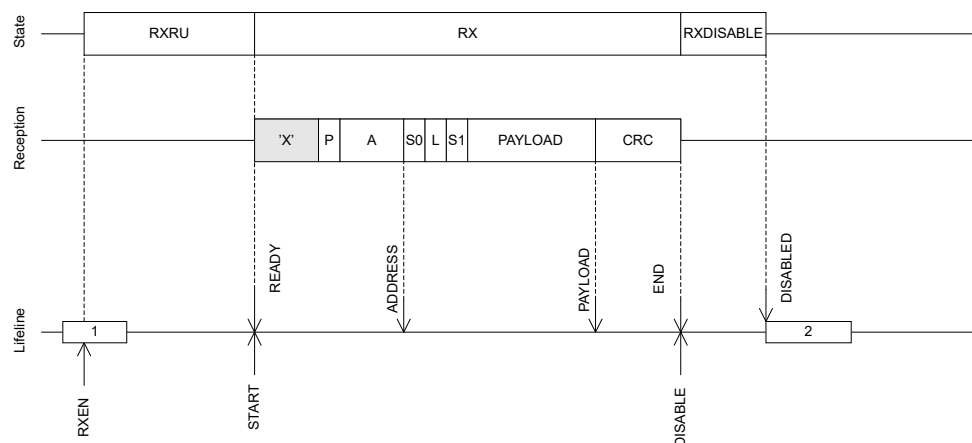 State
RXRU
RX
RXDISABLE
Reception
'X'
P
A
S0
L
S1
PAYLOAD
CRC
READY
ADDRESS
PAYLOAD
END
DISABLED
Lifeline
1
2
RXEN
START
DISABLE